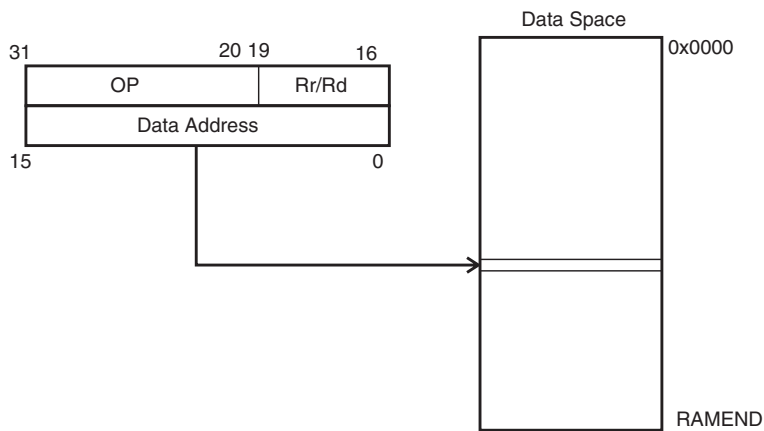 Data Space
31 20 19 16
0x0000
OP Rr/Rd
Data Address
15 0
RAMEND